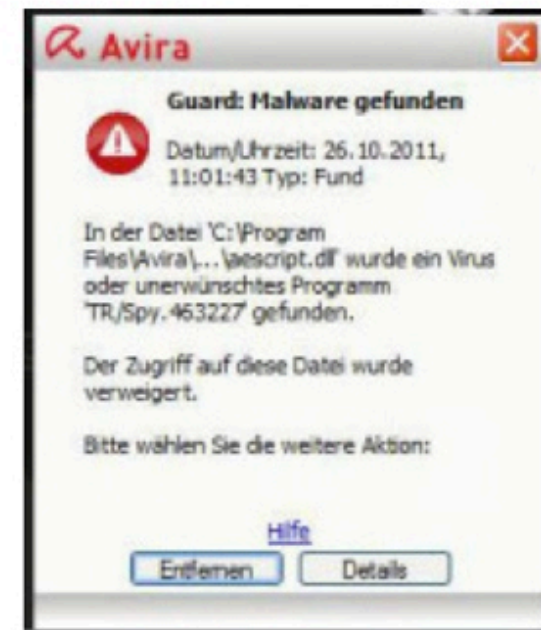 Avira
Guard: Malware gefunden
Datum/Uhrzeit: 26.10.2011,
11:01:43 Typ: Fund
In der Datei 'C:\Program
Files\Avira\...\aescript.dll' wurde ein Virus
oder unerwünschtes Programm
'TR/Spy.463227' gefunden.
Der Zugriff auf diese Datei wurde
verweigert.
Bitte wählen Sie die weitere Aktion:
Hilfe
Entfernen Details